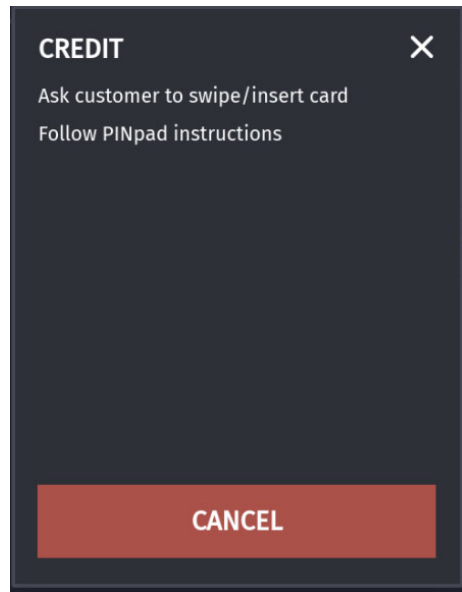 CREDIT
Ask customer to swipe/insert card
Follow PINpad instructions
CANCEL